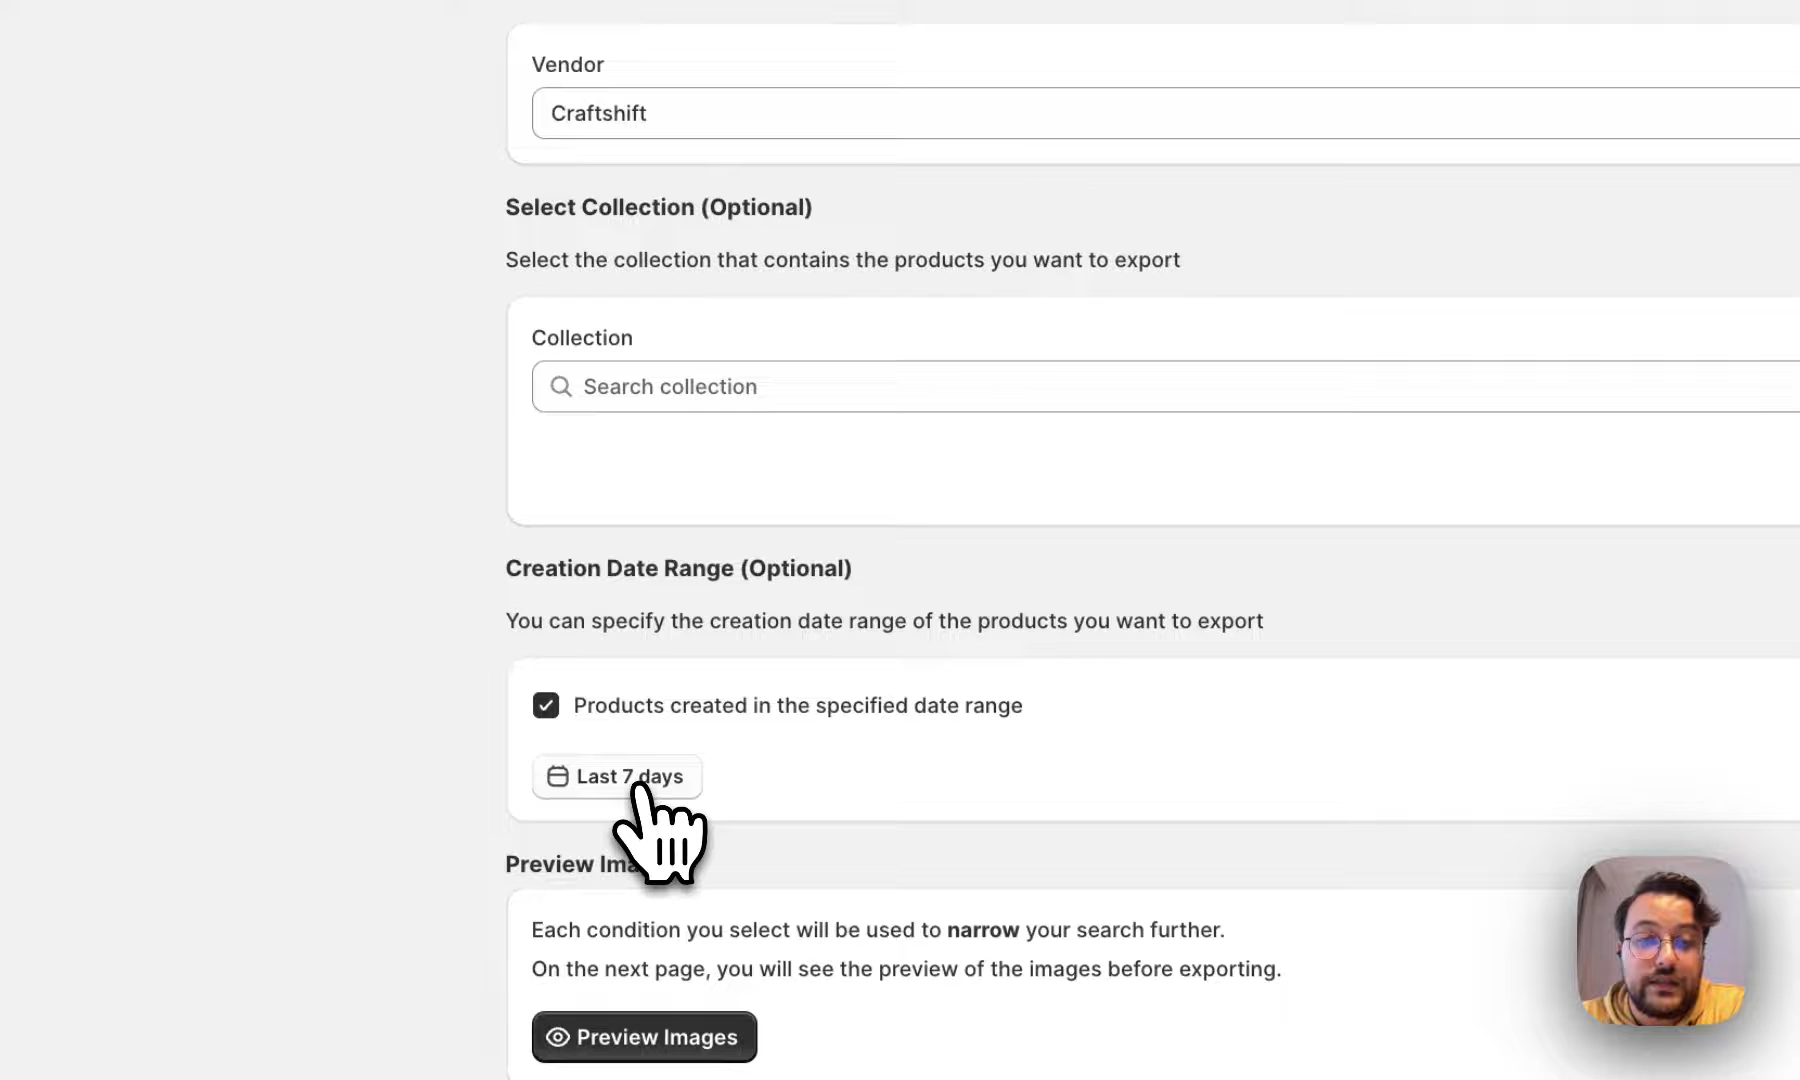 Vendor
Craftshift
Select Collection (Optional)
Select the collection that contains the products you want to export
Collection
Search collection
Creation Date Range (Optional)
You can specify the creation date range of the products you want to export
Products created in the specified date range
Last 7 days
Preview
Each condition you select will be used to narrow your search further.
On the next page, you will see the preview of the images before exporting.
Preview Images